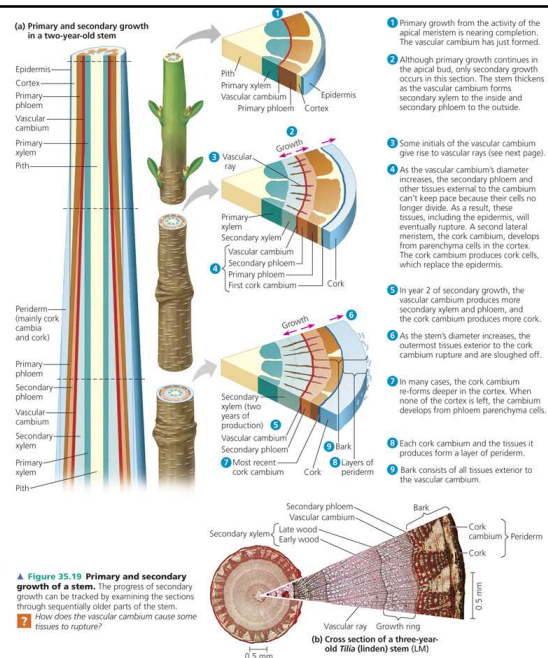 (a) Primary and secondary growth
in a two-year-old stem
Epidermis
Cortex
Primary
phloem
Vascular
cambium
Primary
xylem
Pith
Periderm
(mainly cork
cambia
and cork)
Primary
phloem
Secondary
phloem
Vascular
cambium
Secondary
xylem
Primary
xylem
Pith
1
Pith
Primary xylem
Vascular cambium
Primary phloem
Cortex
Epidermis
2
Growth
3 Vascular
ray
Primary
xylem
Secondary xylem
4
Vascular cambium
Secondary phloem
Primary phloem
First cork cambium
Cork
6
Growth
Secondary
xylem (two
years of
production) 5
Vascular cambium
Secondary phloem
7 Most recent
cork cambium
Cork
9 Bark
8 Layers of
periderm
1 Primary growth from the activity of the
apical meristem is nearing completion.
The vascular cambium has just formed.
2 Although primary growth continues in
the apical bud, only secondary growth
occurs in this section. The stem thickens
as the vascular cambium forms
secondary xylem to the inside and
secondary phloem to the outside.
3 Some initials of the vascular cambium
give rise to vascular rays (see next page).
4 As the vascular cambium's diameter
increases, the secondary phloem and
other tissues external to the cambium
can't keep pace because their cells no
longer divide. As a result, these
tissues, including the epidermis, will
eventually rupture. A second lateral
meristem, the cork cambium, develops
from parenchyma cells in the cortex.
The cork cambium produces cork cells,
which replace the epidermis.
5 In year 2 of secondary growth, the
vascular cambium produces more
secondary xylem and phloem, and
the cork cambium produces more cork.
6 As the stem's diameter increases, the
outermost tissues exterior to the cork
cambium rupture and are sloughed off.
7 In many cases, the cork cambium
re-forms deeper in the cortex. When
none of the cortex is left, the cambium
develops from phloem parenchyma cells.
8 Each cork cambium and the tissues it
produces form a layer of periderm.
9 Bark consists of all tissues exterior to
the vascular cambium.
Secondary phloem
Vascular cambium
Secondary xylem
Late wood
Early wood
Bark
Cork
cambium
Periderm
Cork
0.5 mm
Vascular ray
Growth ring
0.5 mm
(b) Cross section of a three-year-
old Tilia (linden) stem (LM)
▲ Figure 35.19 Primary and secondary
growth of a stem. The progress of secondary
growth can be tracked by examining the sections
through sequentially older parts of the stem.
? How does the vascular cambium cause some
tissues to rupture?